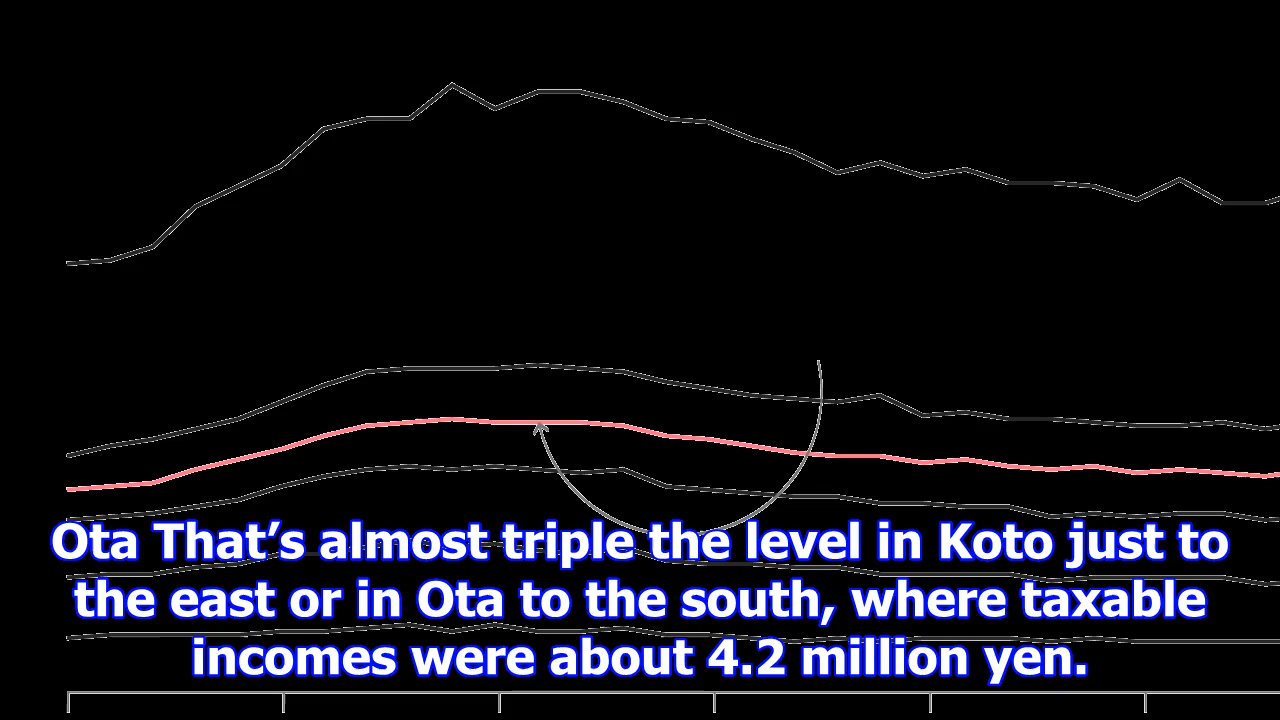 Ota That’s almost triple the level in Koto just to
the east or in Ota to the south, where taxable
incomes were about 4.2 million yen.